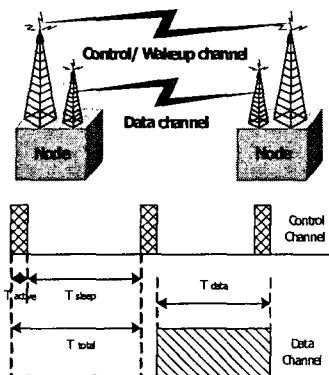 Control/ Wakeup channel
Data channel
Node
Node
Control
Channel
T active
T sleep
T data
T total
Data
Channel